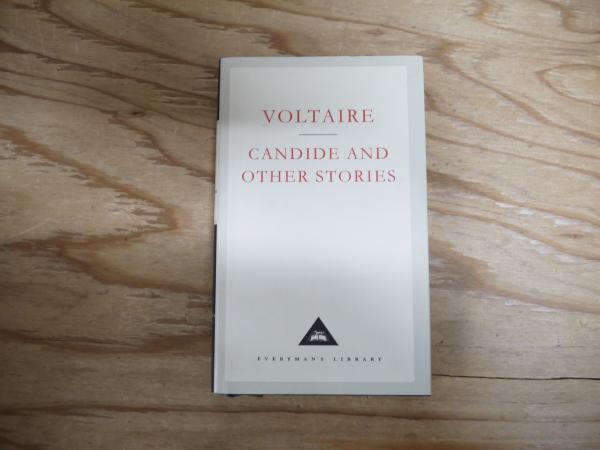 VOLTAIRE
CANDIDE AND
OTHER STORIES
EVERYMAN'S LIBRARY